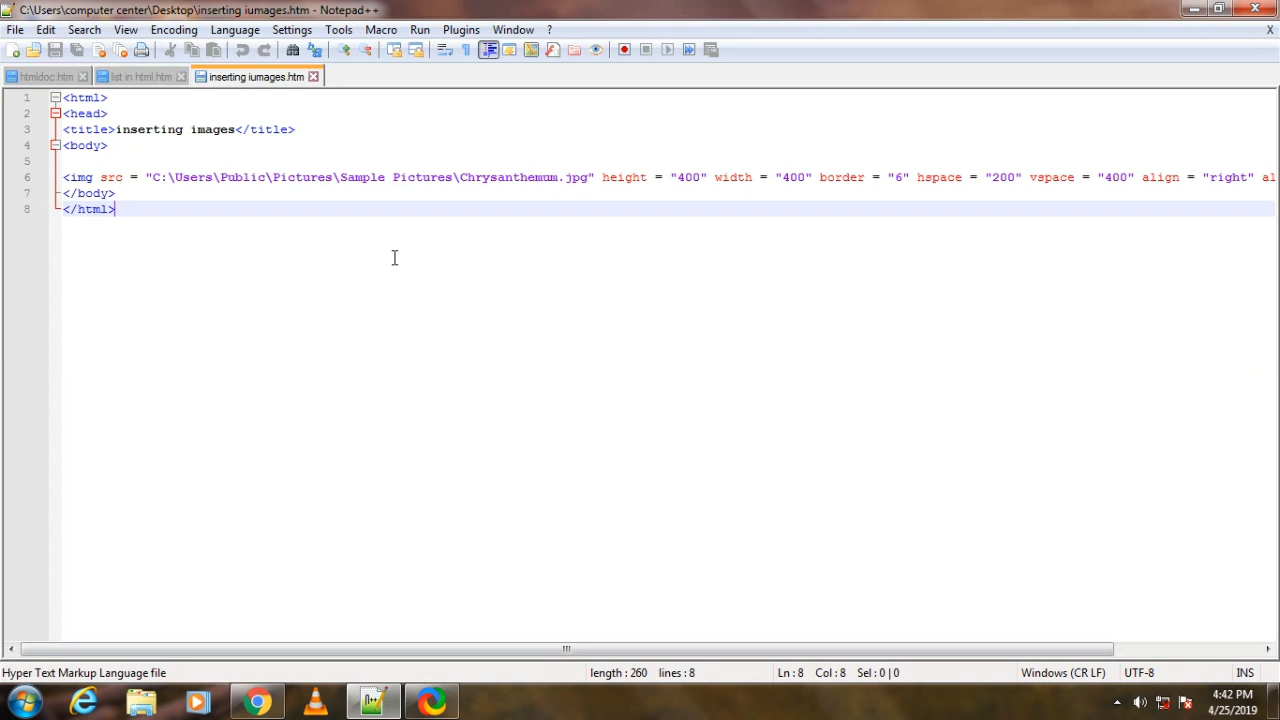 C:\Users\computer center\Desktop\inserting iumages.htm - Notepad++
File Edit Search View Encoding Language Settings Tools Macro Run Plugins Window ? X
htmldoc.htm list in html.htm inserting iumages.htm
1 <html>
2 <head>
3 <title>inserting images</title>
4 <body>
5
6 <img src = "C:\Users\Public\Pictures\Sample Pictures\Chrysanthemum.jpg" height = "400" width = "400" border = "6" hspace = "200" vspace = "400" align = "right" al
7 </body>
8 </html>
Hyper Text Markup Language file length : 260 lines : 8 Ln : 8 Col : 8 Sel : 0 | 0 Windows (CR LF) UTF-8 INS
4:42 PM
4/25/2019